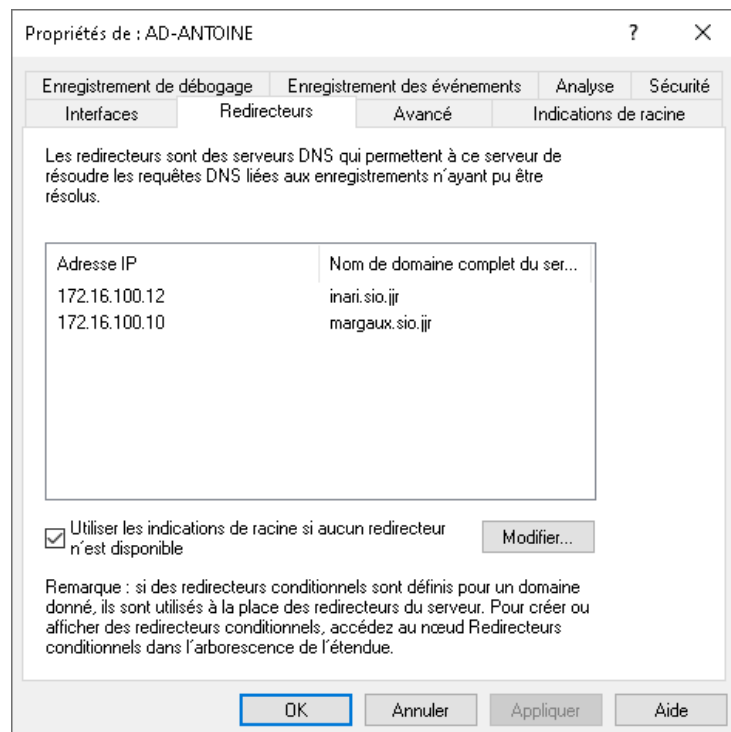 Propriétés de : AD-ANTOINE ? X
Enregistrement de débogage Enregistrement des événements Analyse Sécurité
Interfaces Redirecteurs Avancé Indications de racine
Les redirecteurs sont des serveurs DNS qui permettent à ce serveur de
résoudre les requêtes DNS liées aux enregistrements n'ayant pu être
résolus.
Adresse IP Nom de domaine complet du ser...
172.16.100.12 inari.sio.jjr
172.16.100.10 margaux.sio.jjr
Utiliser les indications de racine si aucun redirecteur
n'est disponible
Modifier...
Remarque : si des redirecteurs conditionnels sont définis pour un domaine
donné, ils sont utilisés à la place des redirecteurs du serveur. Pour créer ou
afficher des redirecteurs conditionnels, accédez au nœud Redirecteurs
conditionnels dans l'arborescence de l'étendue.
OK Annuler Appliquer Aide